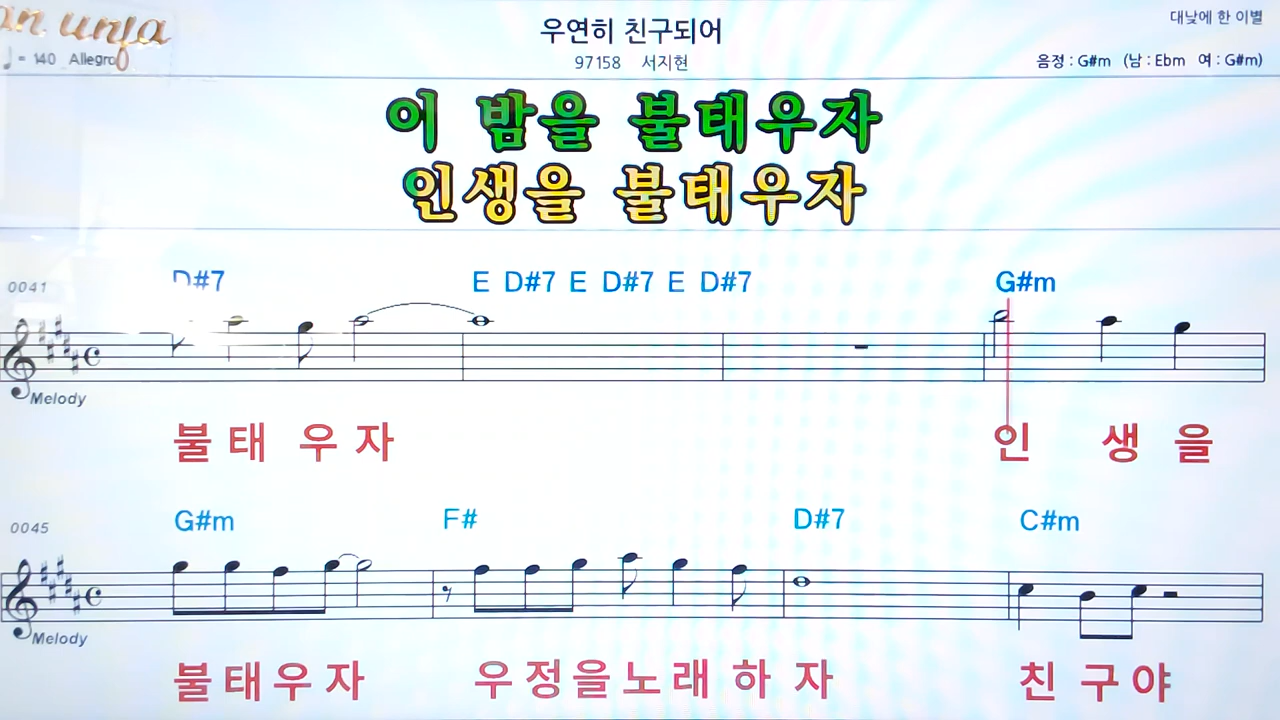 대낮에 한 이별
우연히 친구되어
♩ = 140 Allegro
97158 서지현
음정 : G#m (남 : Ebm 여 : G#m)
이 밤을 불태우자
인생을 불태우자
0041
D#7 E D#7 E D#7 E D#7 G#m
Melody
불태우자 인생을
0045
G#m F# D#7 C#m
Melody
불태우자 우정을노래하자 친구야